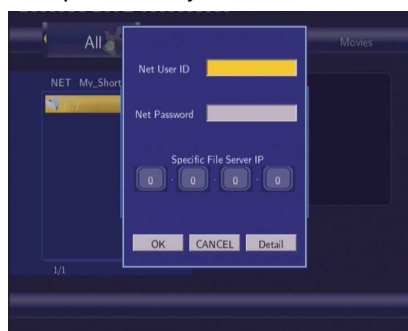 All
Movies
Net User ID
NET My_Short
Net Password
Specific File Server IP
0 . 0 . 0 . 0
OK CANCEL Detail
1/1